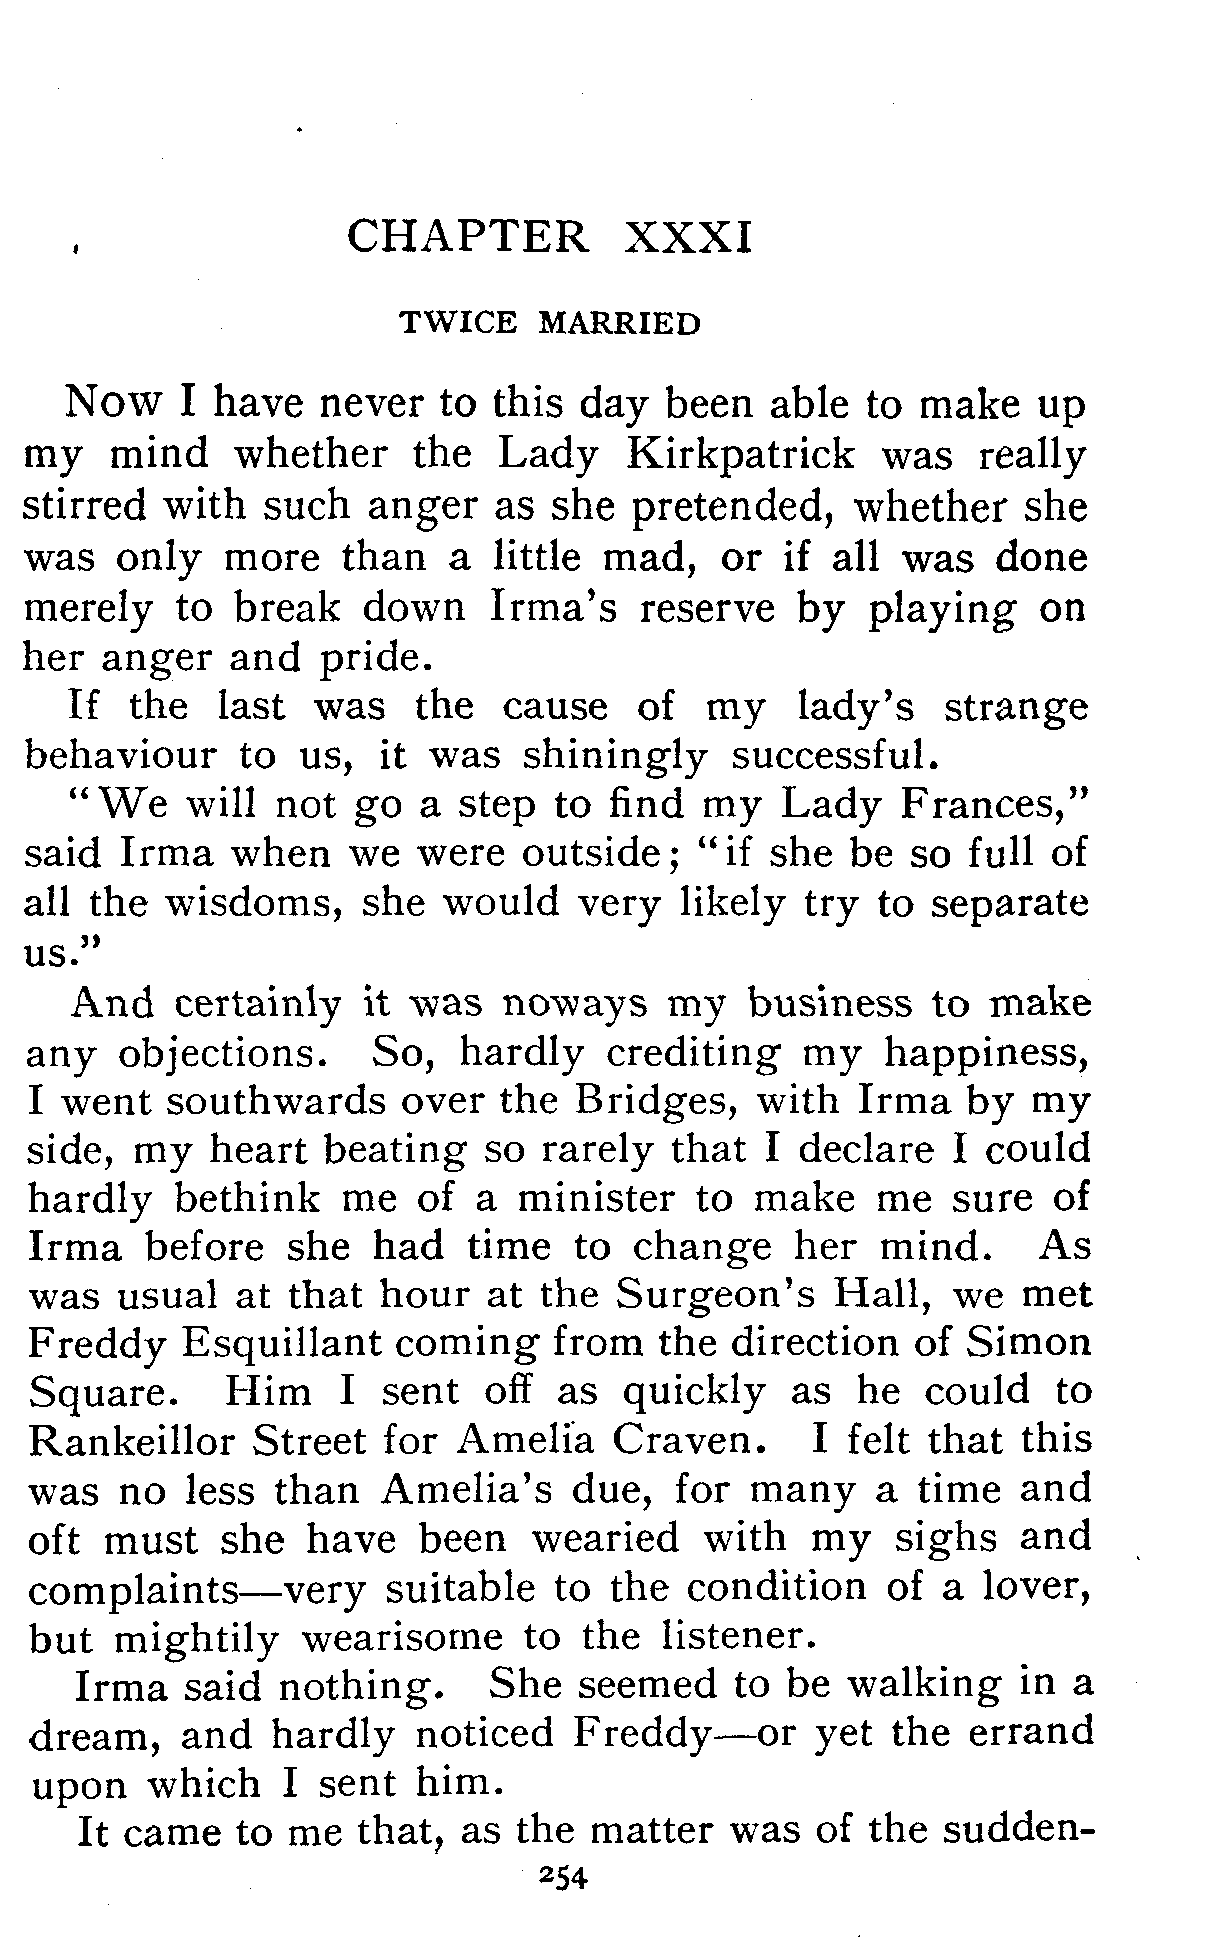 CHAPTER XXXI
TWICE MARRIED
Now I have never to this day been able to make up
my mind whether the Lady Kirkpatrick was really
stirred with such anger as she pretended, whether she
was only more than a little mad, or if all was done
merely to break down Irma's reserve by playing on
her anger and pride.
If the last was the cause of my lady's strange
behaviour to us, it was shiningly successful.
"We will not go a step to find my Lady Frances,"
said Irma when we were outside; "if she be so full of
all the wisdoms, she would very likely try to separate
us."
And certainly it was noways my business to make
any objections. So, hardly crediting my happiness,
I went southwards over the Bridges, with Irma by my
side, my heart beating so rarely that I declare I could
hardly bethink me of a minister to make me sure of
Irma before she had time to change her mind. As
was usual at that hour at the Surgeon's Hall, we met
Freddy Esquillant coming from the direction of Simon
Square. Him I sent off as quickly as he could to
Rankeillor Street for Amelia Craven. I felt that this
was no less than Amelia's due, for many a time and
oft must she have been wearied with my sighs and
complaints—very suitable to the condition of a lover,
but mightily wearisome to the listener.
Irma said nothing. She seemed to be walking in a
dream, and hardly noticed Freddy—or yet the errand
upon which I sent him.
It came to me that, as the matter was of the sudden-
254